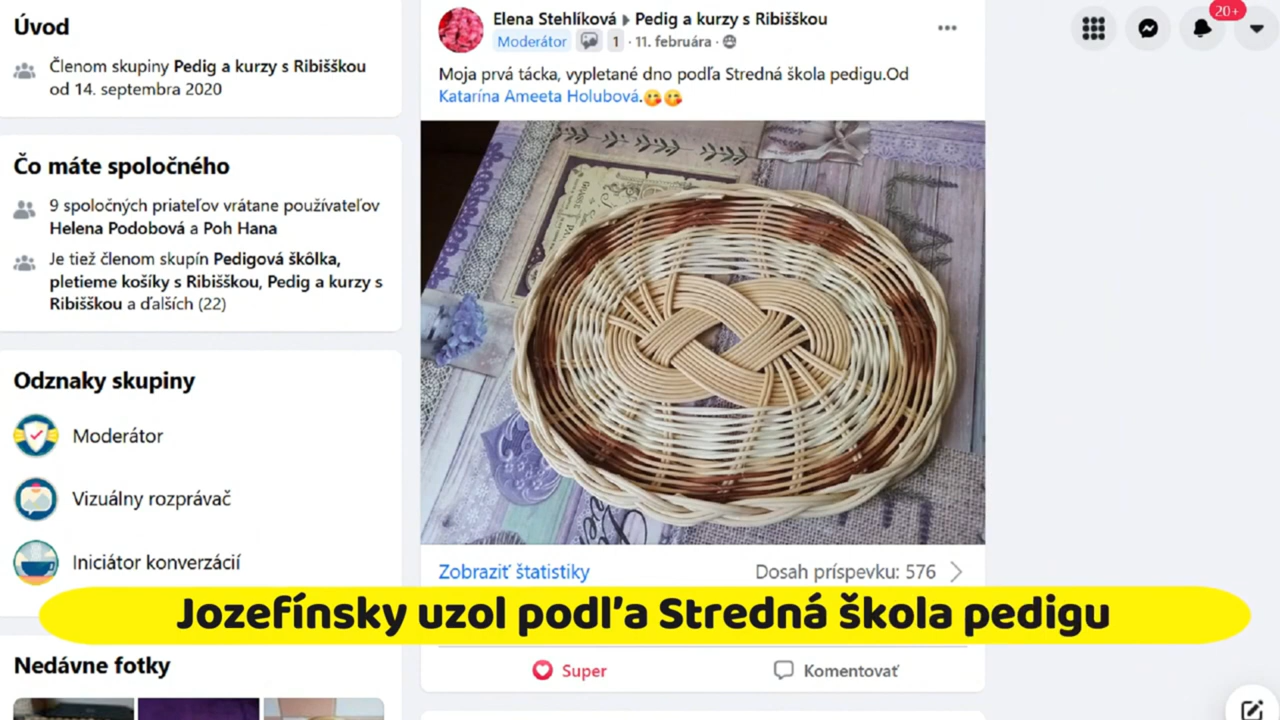 Úvod
Členom skupiny Pedig a kurzy s Ribišškou
od 14. septembra 2020
Čo máte spoločného
9 spoločných priateľov vrátane používateľov
Helena Podobová a Poh Hana
Je tiež členom skupín Pedigová škôlka,
pletieme košíky s Ribišškou, Pedig a kurzy s
Ribišškou a ďalších (22)
Odznaky skupiny
Moderátor
Vizuálny rozprávač
Iniciátor konverzácií
Nedávne fotky
Elena Stehlíková Pedig a kurzy s Ribišškou
Moderátor 1 · 11. februára ·
Moja prvá tácka, vypletané dno podľa Stredná škola pedigu.Od
Katarína Ameeta Holubová.😋😋
Zobraziť štatistiky Dosah príspevku: 576
Jozefínsky uzol podľa Stredná škola pedigu
Super Komentovať
20+